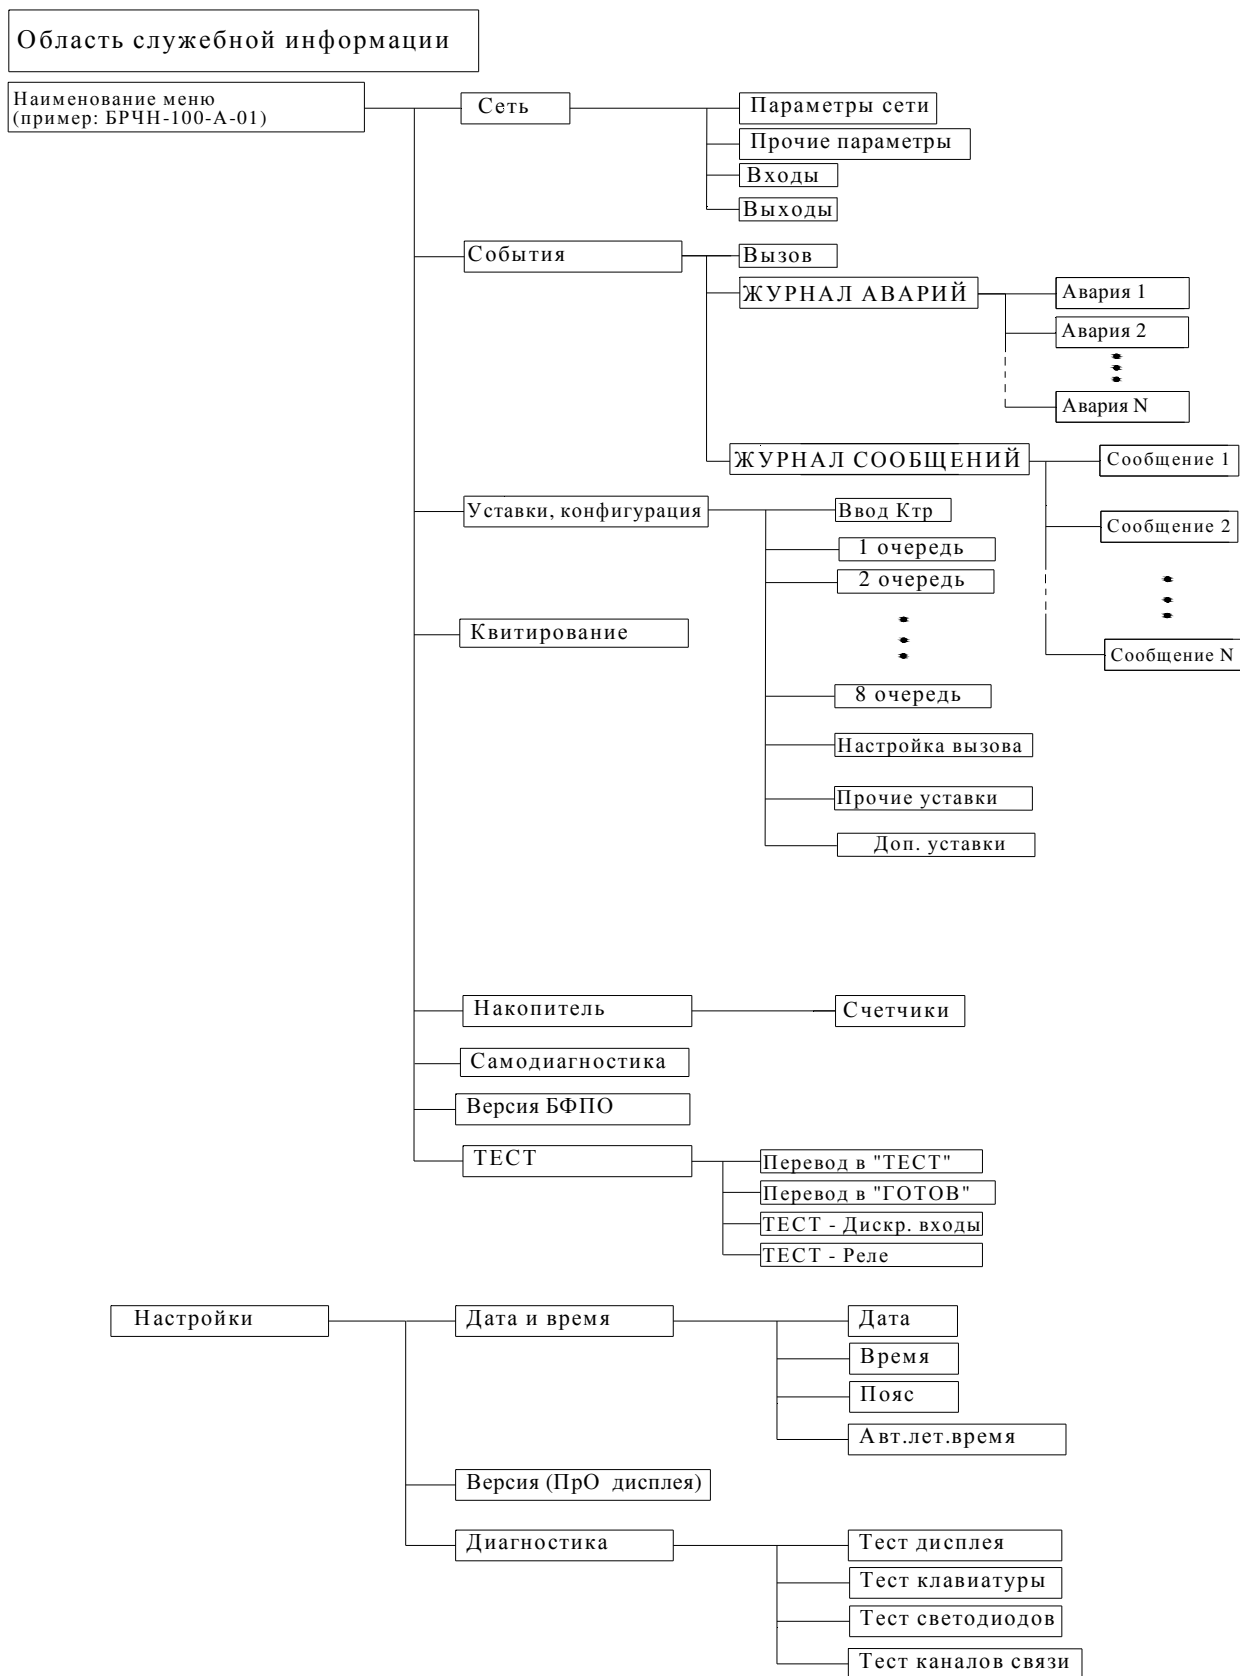 Область служебной информации
Наименование меню
(пример: БРЧН-100-А-01)
Сеть
Параметры сети
Прочие параметры
Входы
Выходы
События
Вызов
ЖУРНАЛ АВАРИЙ
Авария 1
Авария 2
Авария N
ЖУРНАЛ СООБЩЕНИЙ
Сообщение 1
Сообщение 2
Сообщение N
Уставки, конфигурация
Ввод Ктр
1 очередь
2 очередь
8 очередь
Настройка вызова
Прочие уставки
Доп. уставки
Квитирование
Накопитель
Счетчики
Самодиагностика
Версия БФПО
ТЕСТ
Перевод в "ТЕСТ"
Перевод в "ГОТОВ"
ТЕСТ - Дискр. входы
ТЕСТ - Реле
Настройки
Дата и время
Дата
Время
Пояс
Авт.лет.время
Версия (ПрО дисплея)
Диагностика
Тест дисплея
Тест клавиатуры
Тест светодиодов
Тест каналов связи